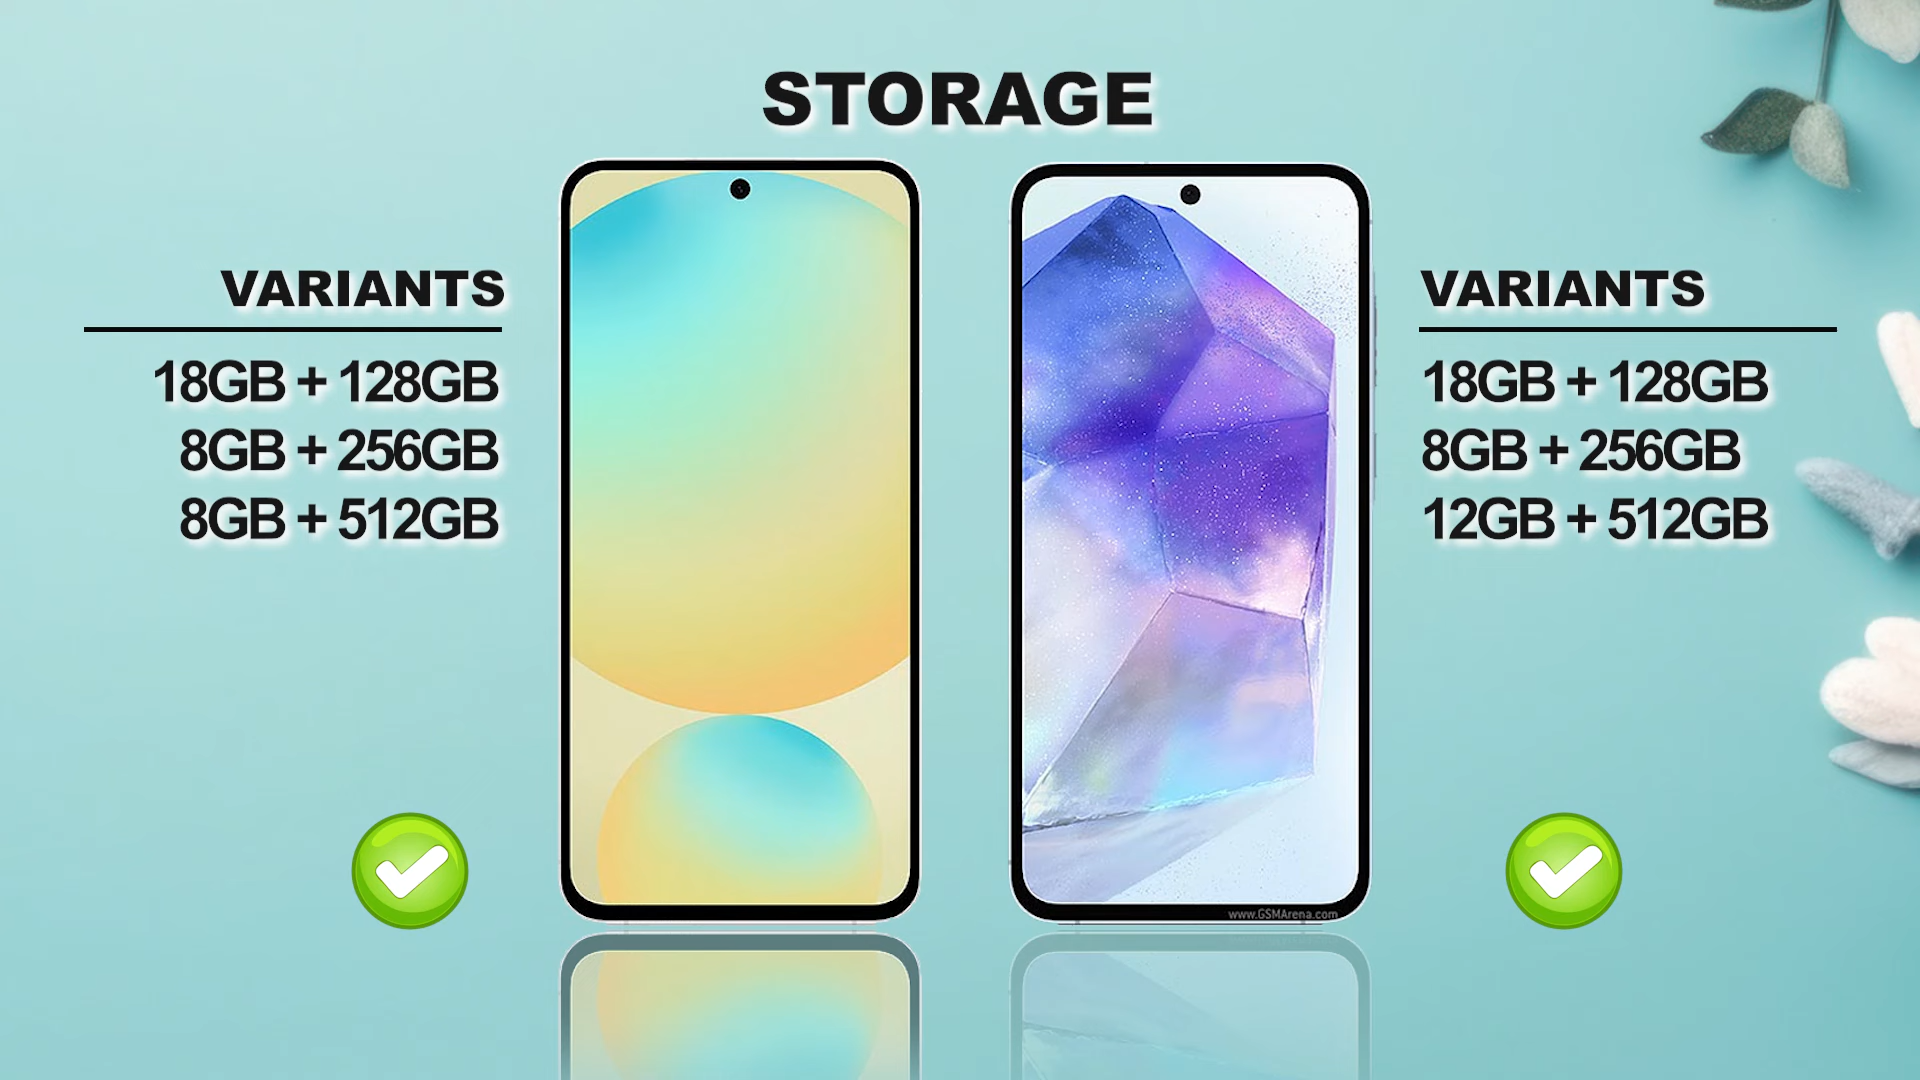 STORAGE
VARIANTS
18GB + 128GB
8GB + 256GB
8GB + 512GB
VARIANTS
18GB + 128GB
8GB + 256GB
12GB + 512GB
www.GSMArena.com